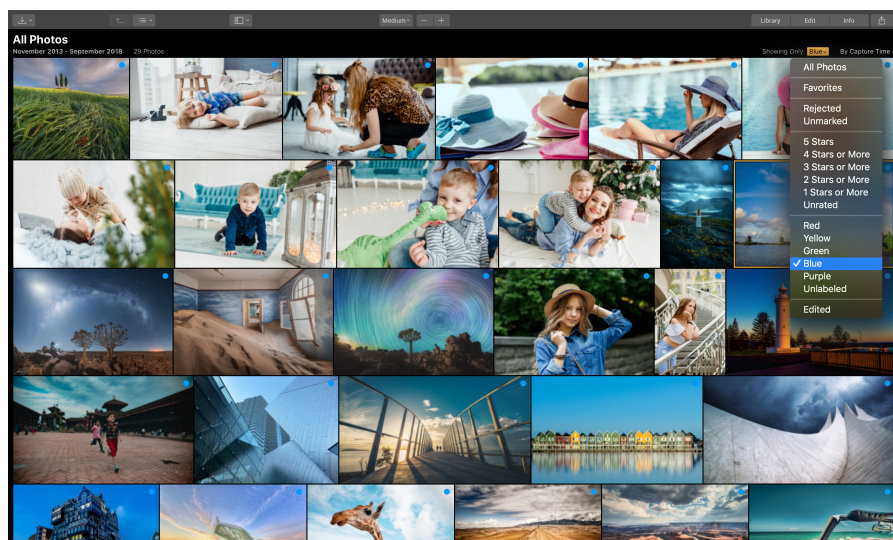 Medium
Library
Edit
Info
All Photos
November 2013 - September 2018
29 Photos
Showing Only:
Blue
By Capture Time
All Photos
Favorites
Rejected
Unmarked
5 Stars
4 Stars or More
3 Stars or More
2 Stars or More
1 Stars or More
Unrated
Red
Yellow
Green
Blue
Purple
Unlabeled
Edited